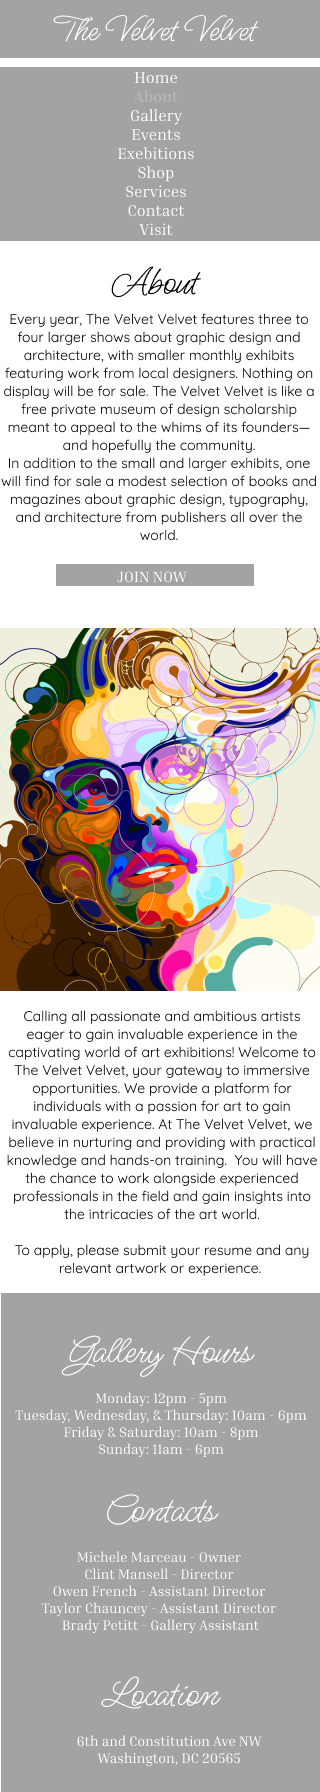 The Velvet Velvet
Home
About
Gallery
Events
Exebitions
Shop
Services
Contact
Visit
About
Every year, The Velvet Velvet features three to
four larger shows about graphic design and
architecture, with smaller monthly exhibits
featuring work from local designers. Nothing on
display will be for sale. The Velvet Velvet is like a
free private museum of design scholarship
meant to appeal to the whims of its founders—
and hopefully the community.
In addition to the small and larger exhibits, one
will find for sale a modest selection of books and
magazines about graphic design, typography,
and architecture from publishers all over the
world.
JOIN NOW
Calling all passionate and ambitious artists
eager to gain invaluable experience in the
captivating world of art exhibitions! Welcome to
The Velvet Velvet, your gateway to immersive
opportunities. We provide a platform for
individuals with a passion for art to gain
invaluable experience. At The Velvet Velvet, we
believe in nurturing and providing with practical
knowledge and hands-on training.  You will have
the chance to work alongside experienced
professionals in the field and gain insights into
the intricacies of the art world.
To apply, please submit your resume and any
relevant artwork or experience.
Gallery Hours
Monday: 12pm - 5pm
Tuesday, Wednesday, & Thursday: 10am - 6pm
Friday & Saturday: 10am - 8pm
Sunday: 11am - 6pm
Contacts
Michele Marceau - Owner
Clint Mansell - Director
Owen French - Assistant Director
Taylor Chauncey - Assistant Director
Brady Petitt - Gallery Assistant
Location
6th and Constitution Ave NW
Washington, DC 20565